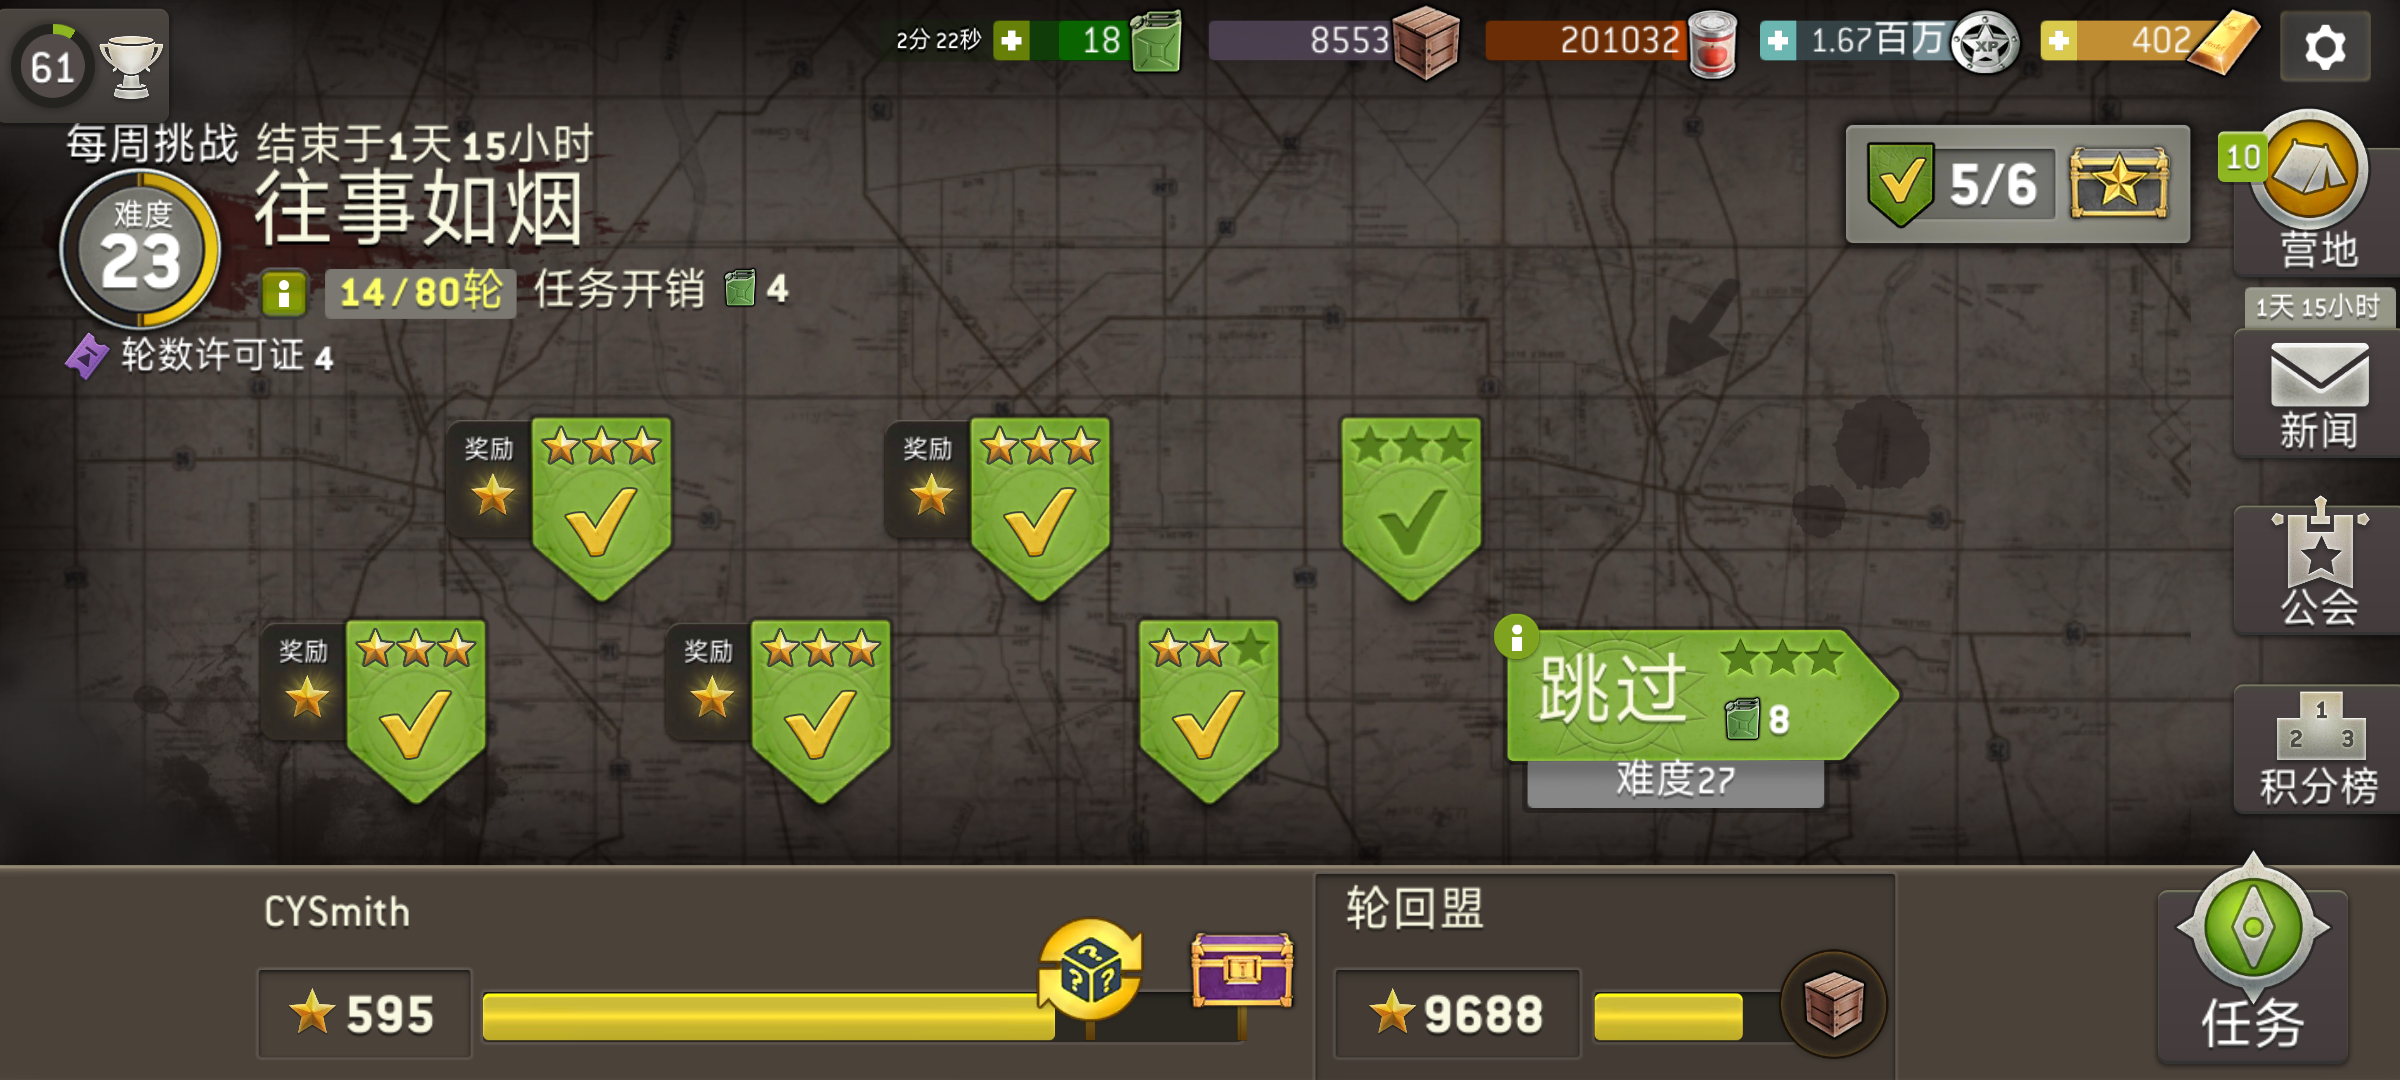 61
2分 22秒
18
8553
201032
1.67百万
XP
402
每周挑战 结束于1天 15小时
往事如烟
难度
23
14/80轮 任务开销 4
轮数许可证 4
5/6
10
营地
1天 15小时
新闻
公会
1
2 3
积分榜
奖励
奖励
奖励
奖励
跳过
8
难度27
CYSmith
595
轮回盟
9688
任务